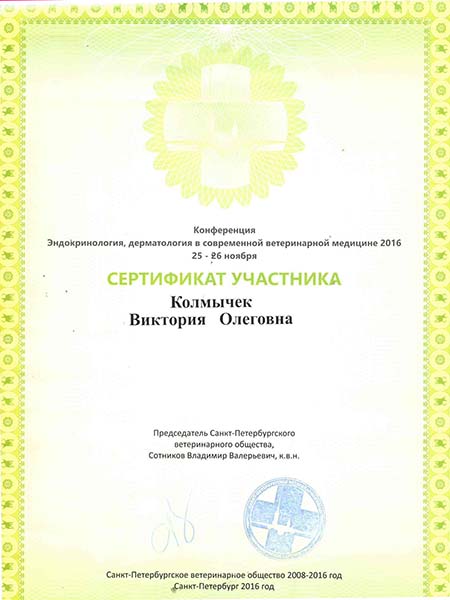 Конференция
Эндокринология, дерматология в современной ветеринарной медицине 2016
25 - 26 ноября
СЕРТИФИКАТ УЧАСТНИКА
Колмычек
Виктория Олеговна
Председатель Санкт-Петербургского
ветеринарного общества,
Сотников Владимир Валерьевич, к.в.н.
Санкт-Петербургское ветеринарное общество 2008-2016 год
Санкт-Петербург 2016 год